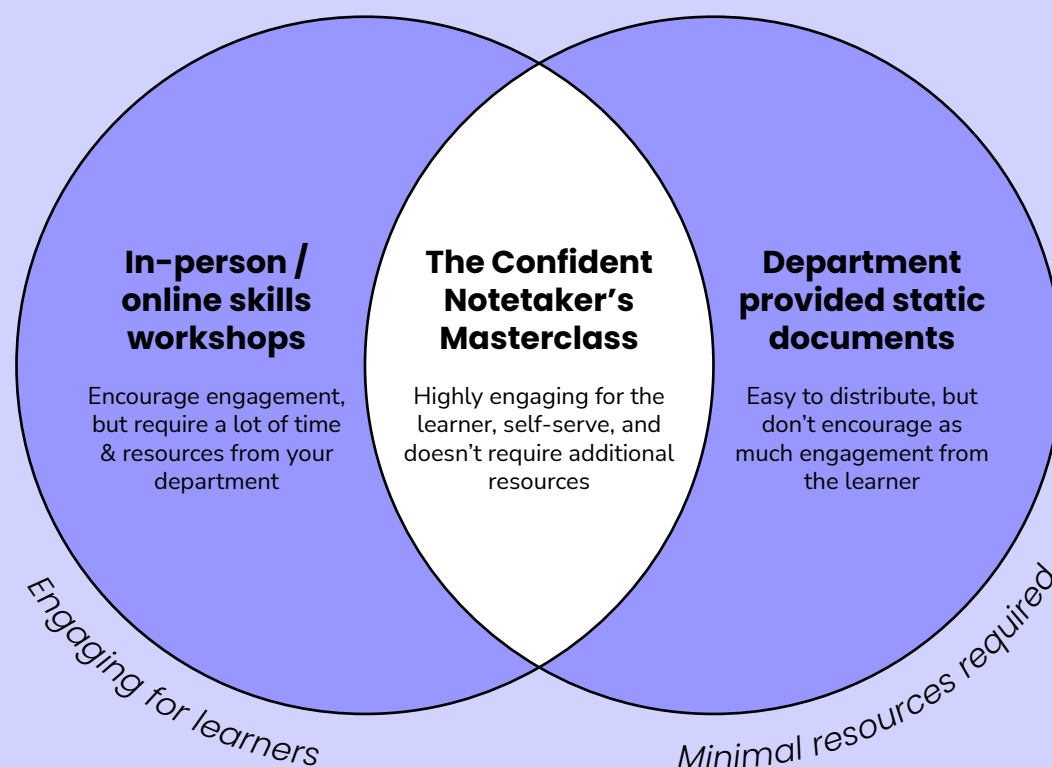 In-person /
online skills
workshops
Encourage engagement,
but require a lot of time
& resources from your
department
The Confident
Notetaker’s
Masterclass
Highly engaging for the
learner, self-serve, and
doesn’t require additional
resources
Department
provided static
documents
Easy to distribute, but
don’t encourage as
much engagement from
the learner
Engaging for learners
Minimal resources required